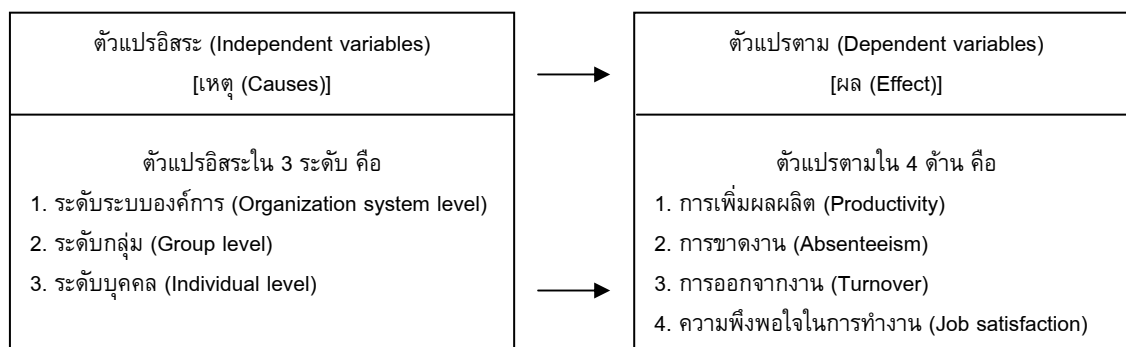 ตัวแปรอิสระ (Independent variables)
[เหตุ (Causes)]
ตัวแปรอิสระใน 3 ระดับ คือ
1. ระดับระบบองค์การ (Organization system level)
2. ระดับกลุ่ม (Group level)
3. ระดับบุคคล (Individual level)
ตัวแปรตาม (Dependent variables)
[ผล (Effect)]
ตัวแปรตามใน 4 ด้าน คือ
1. การเพิ่มผลผลิต (Productivity)
2. การขาดงาน (Absenteeism)
3. การออกจากงาน (Turnover)
4. ความพึงพอใจในการทำงาน (Job satisfaction)